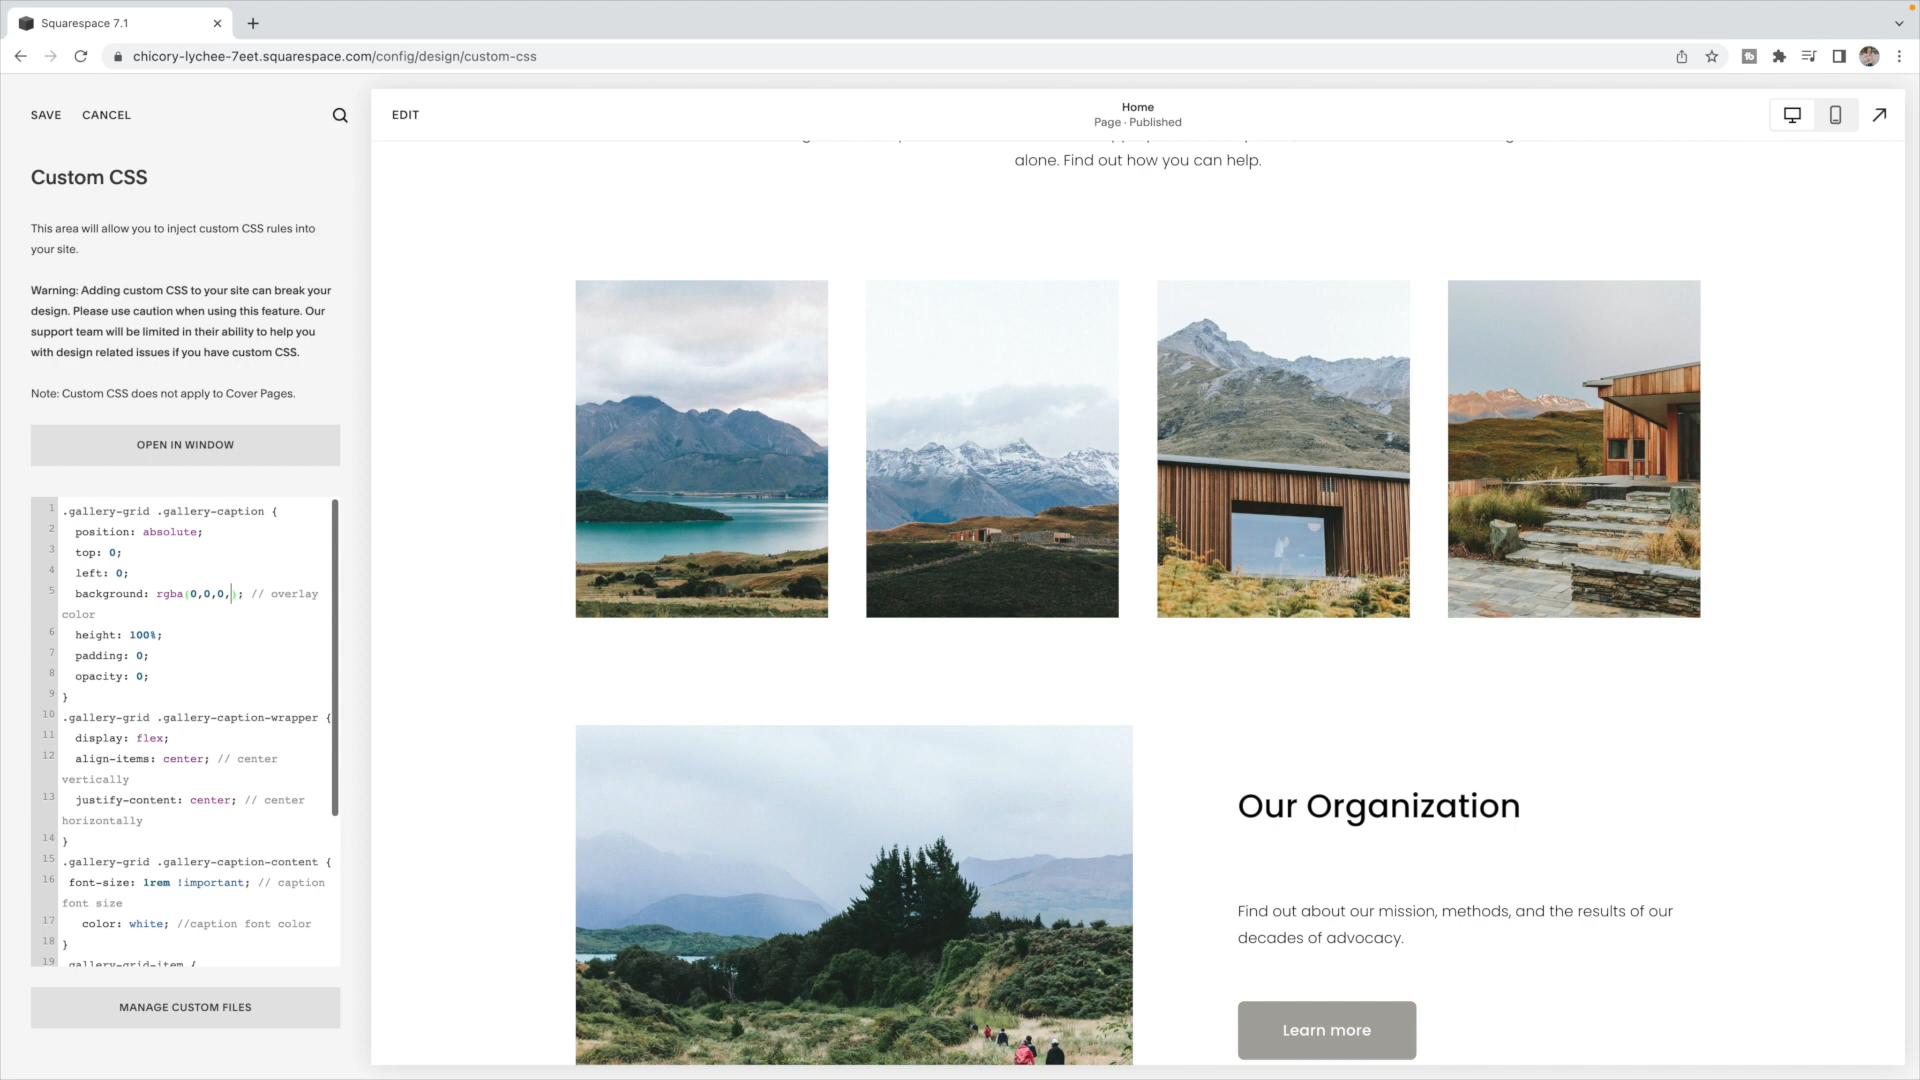 Squarespace 7.1
chicory-lychee-7eet.squarespace.com/config/design/custom-css
SAVE CANCEL
Custom CSS
This area will allow you to inject custom CSS rules into
your site.
Warning: Adding custom CSS to your site can break your
design. Please use caution when using this feature. Our
support team will be limited in their ability to help you
with design related issues if you have custom CSS.
Note: Custom CSS does not apply to Cover Pages.
OPEN IN WINDOW
1 .gallery-grid .gallery-caption {
2 position: absolute;
3 top: 0;
4 left: 0;
5 background: rgba(0,0,0,); // overlay
color
6 height: 100%;
7 padding: 0;
8 opacity: 0;
9 }
10 .gallery-grid .gallery-caption-wrapper {
11 display: flex;
12 align-items: center; // center
vertically
13 justify-content: center; // center
horizontally
14 }
15 .gallery-grid .gallery-caption-content {
16 font-size: 1rem !important; // caption
font size
17 color: white; //caption font color
18 }
19 .gallery-grid-item {
MANAGE CUSTOM FILES
EDIT
Home
Page · Published
alone. Find out how you can help.
Our Organization
Find out about our mission, methods, and the results of our
decades of advocacy.
Learn more